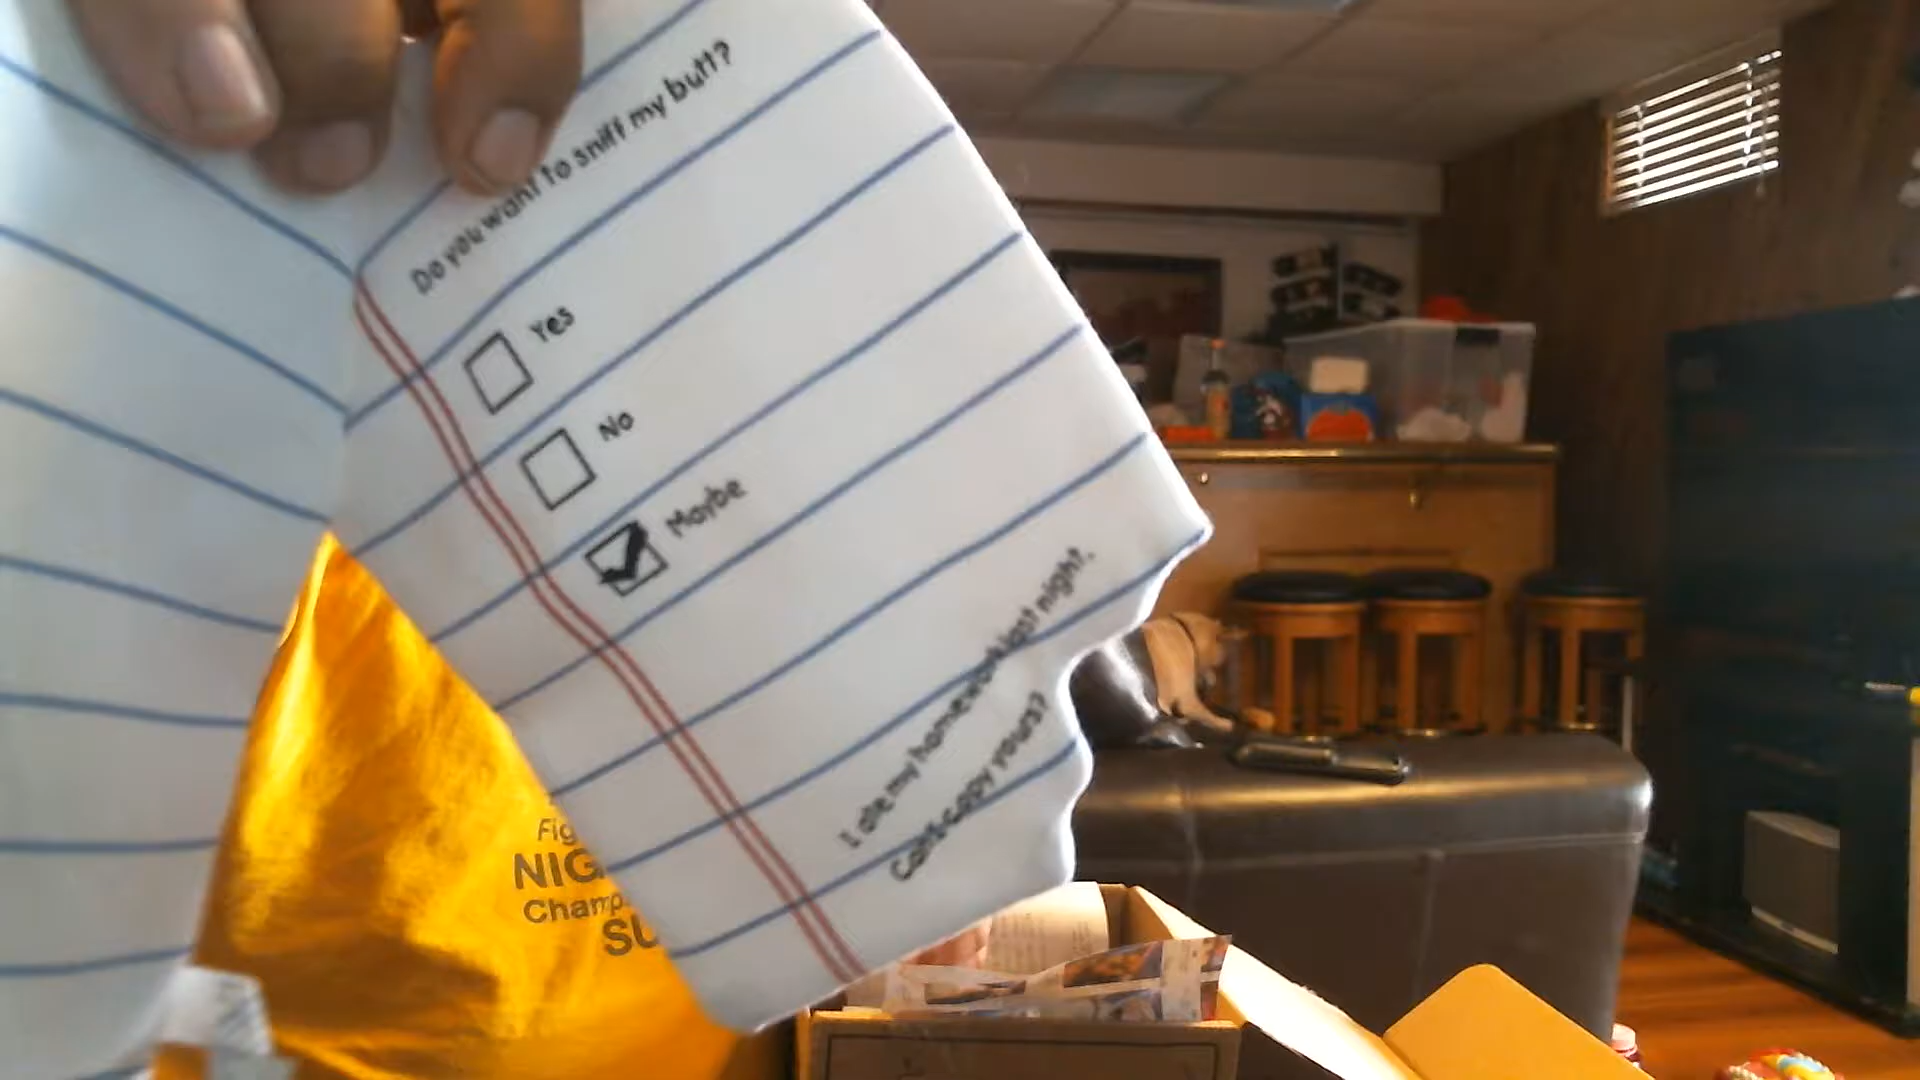 Do you want to sniff my butt?
Yes
No
Maybe
I ate my homework last night.
Can I copy yours?
Fig
NIG
Champ
SU